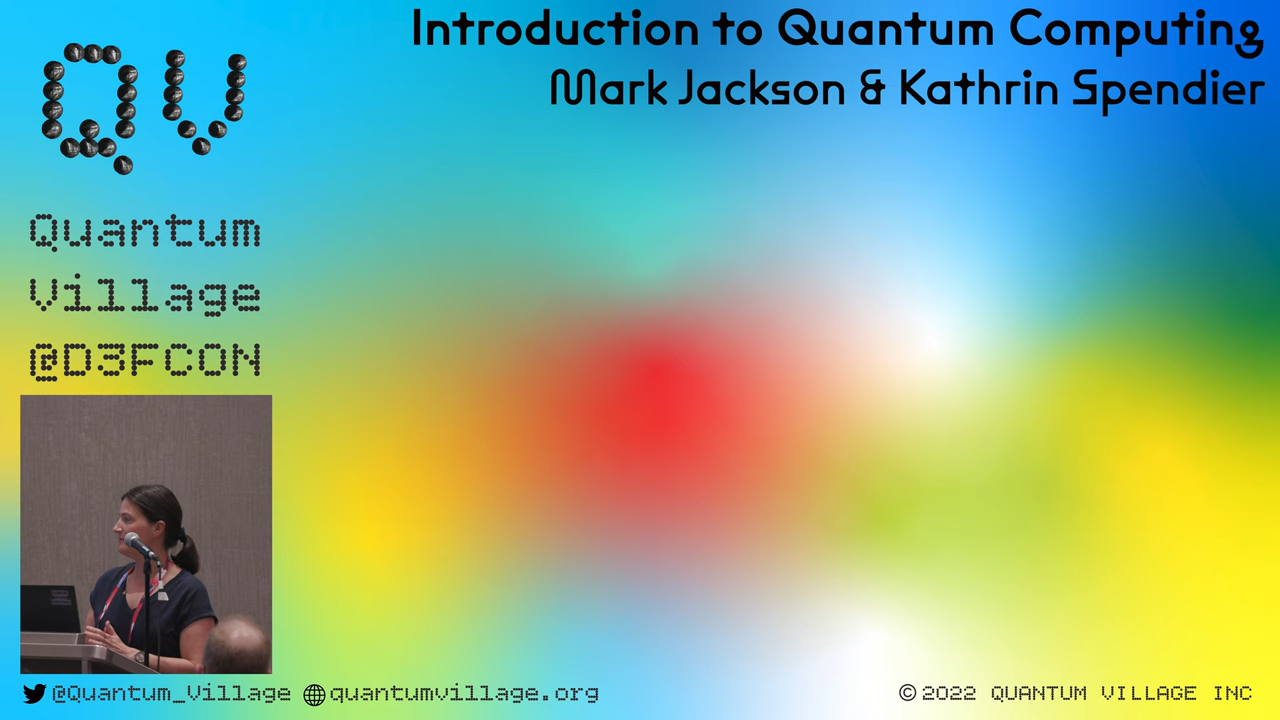 Introduction to Quantum Computing
Mark Jackson & Kathrin Spendier
QV
Quantum
Village
@D3FCON
@Quantum_Village quantumvillage.org
©2022 QUANTUM VILLAGE INC